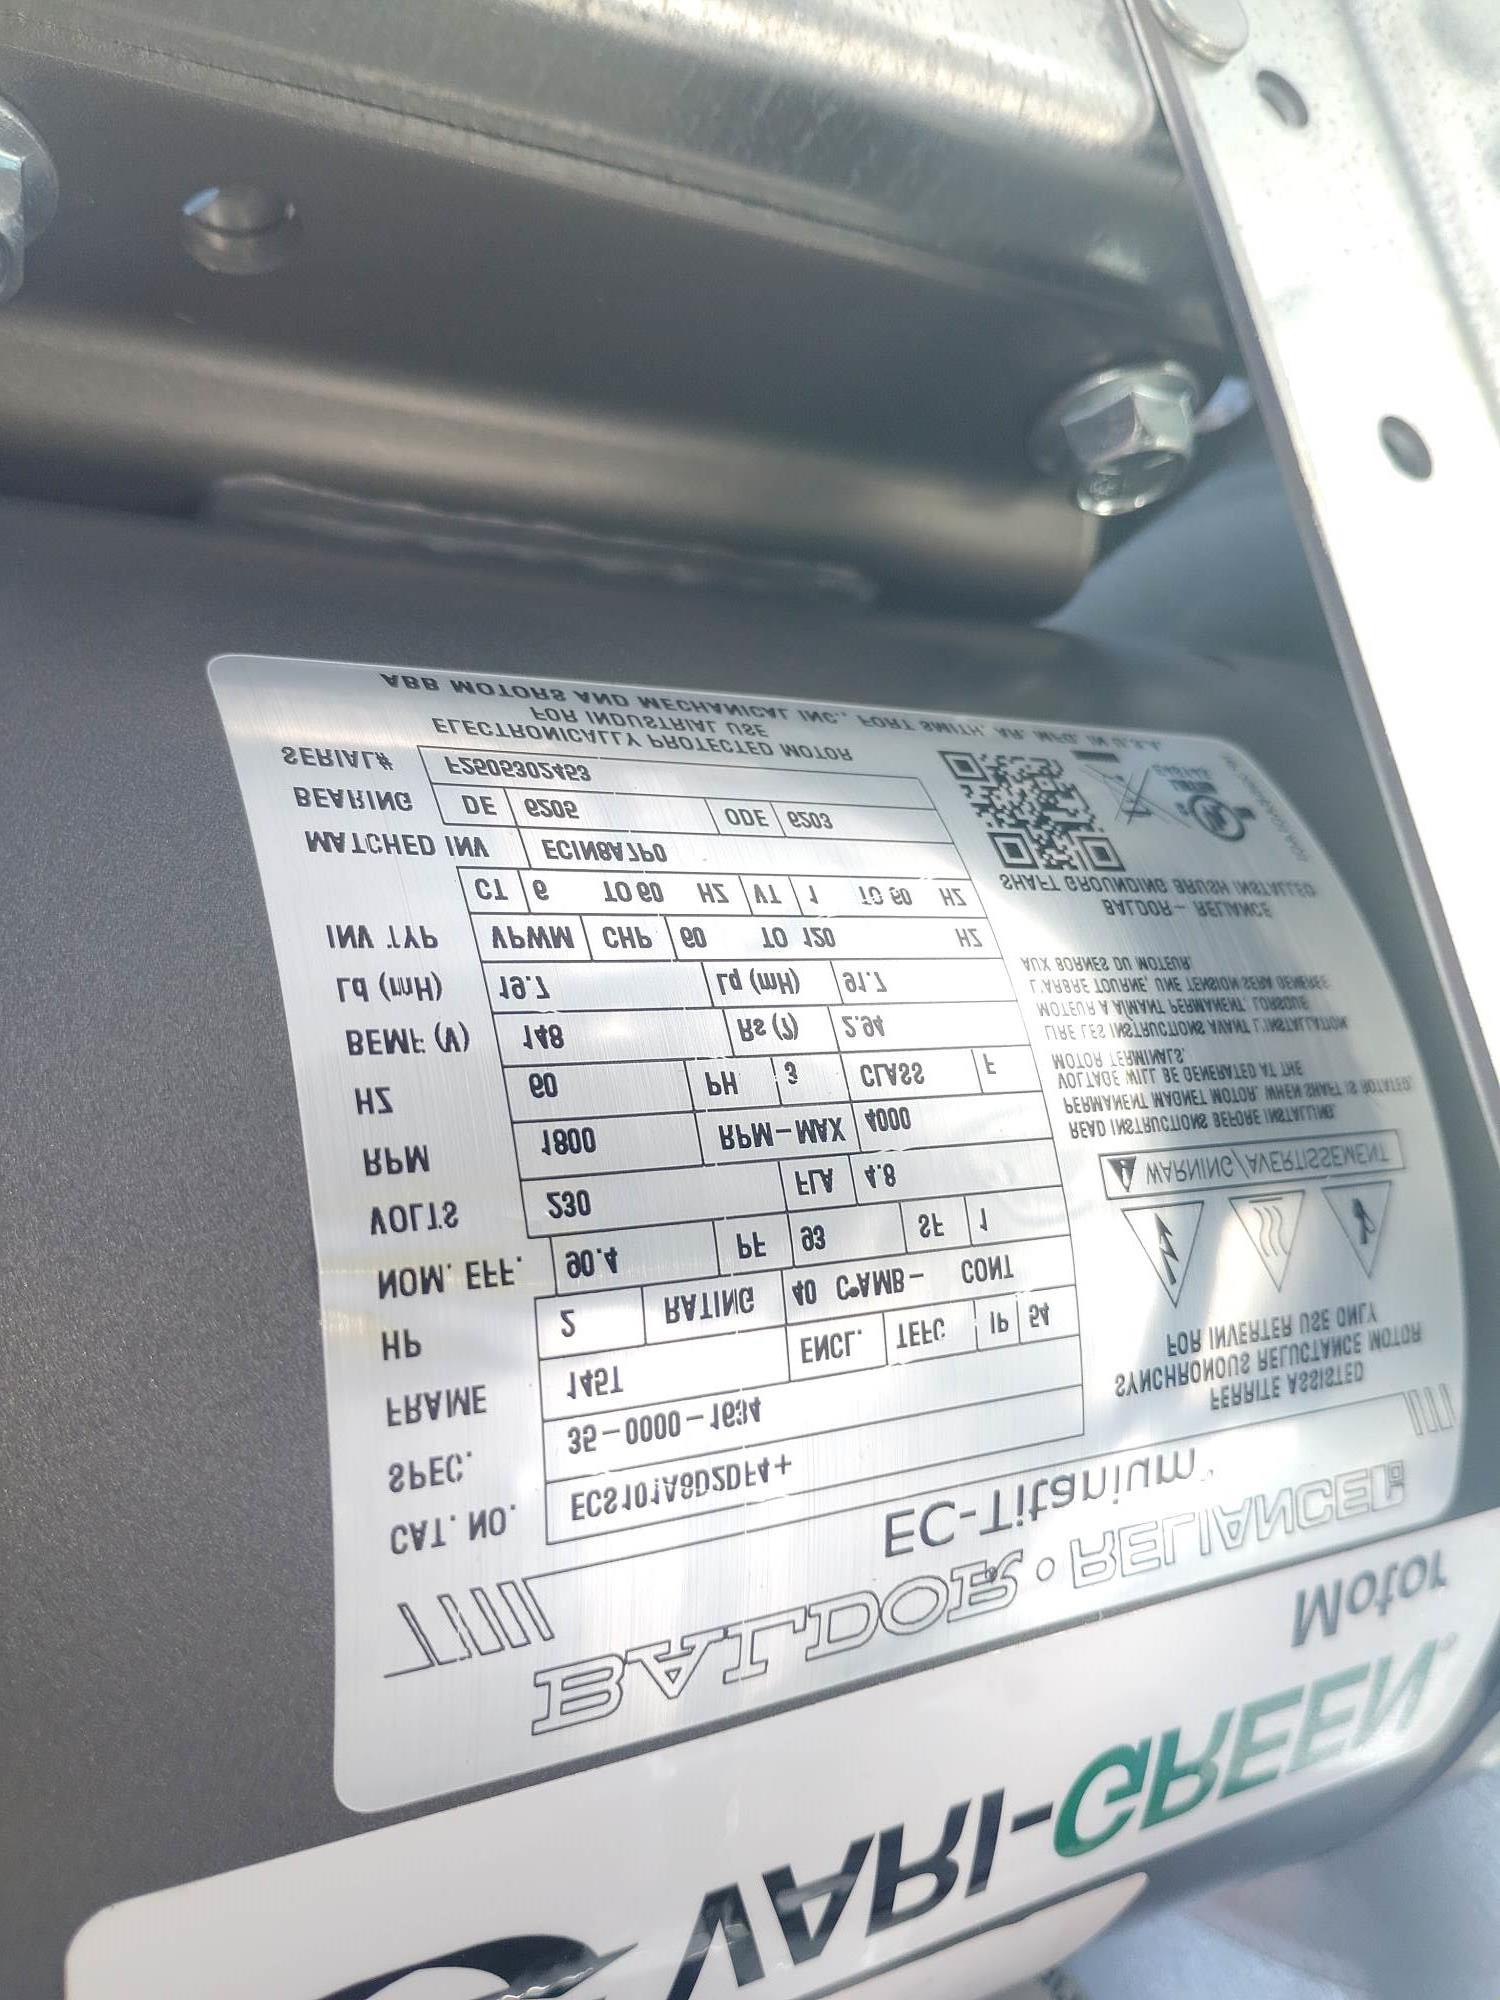 VARI-GREEN®
Motor
BALDOR • RELIANCER
EC-Titanium™
CAT. NO. ECS101A8D2DF4+
SPEC. 35-0000-1634
FRAME 145T ENCL. TEFC IP 54
HP 2 RATING 40 C•AMB- CONT
NOM. EFF. 90.4 PF 93 SF 1
VOLTS 230 FLA 4.8
RPM 1800 RPM-MAX 4000
HZ 60 PH 3 CLASS F
BEMF (V) 148 Rs (?) 2.94
Ld (mH) 19.7 Lq (mH) 91.7
INV TYP VPWM CHP 60 TO 120 HZ
CT 6 TO 60 HZ VT 1 TO 60 HZ
MATCHED INV ECIN8A7P0
BEARING DE 6205 ODE 6203
SERIAL# F2505302453
ELECTRONICALLY PROTECTED MOTOR
FOR INDUSTRIAL USE
ABB MOTORS AND MECHANICAL INC., FORT SMITH, AR. MFG. IN U.S.A.
FERRITE ASSISTED
SYNCHRONOUS RELUCTANCE MOTOR
FOR INVERTER USE ONLY
WARNING/AVERTISSEMENT
READ INSTRUCTIONS BEFORE INSTALLING.
PERMANENT MAGNET MOTOR. WHEN SHAFT IS ROTATED,
VOLTAGE WILL BE GENERATED AT THE
MOTOR TERMINALS.
LIRE LES INSTRUCTIONS AVANT L'INSTALLATION
MOTEUR A AIMANT PERMANENT. LORSQUE
L'ARBRE TOURNE, UNE TENSION SERA GENEREE
AUX BORNES DU MOTEUR.
BALDOR - RELIANCE
SHAFT GROUNDING BRUSH INSTALLED